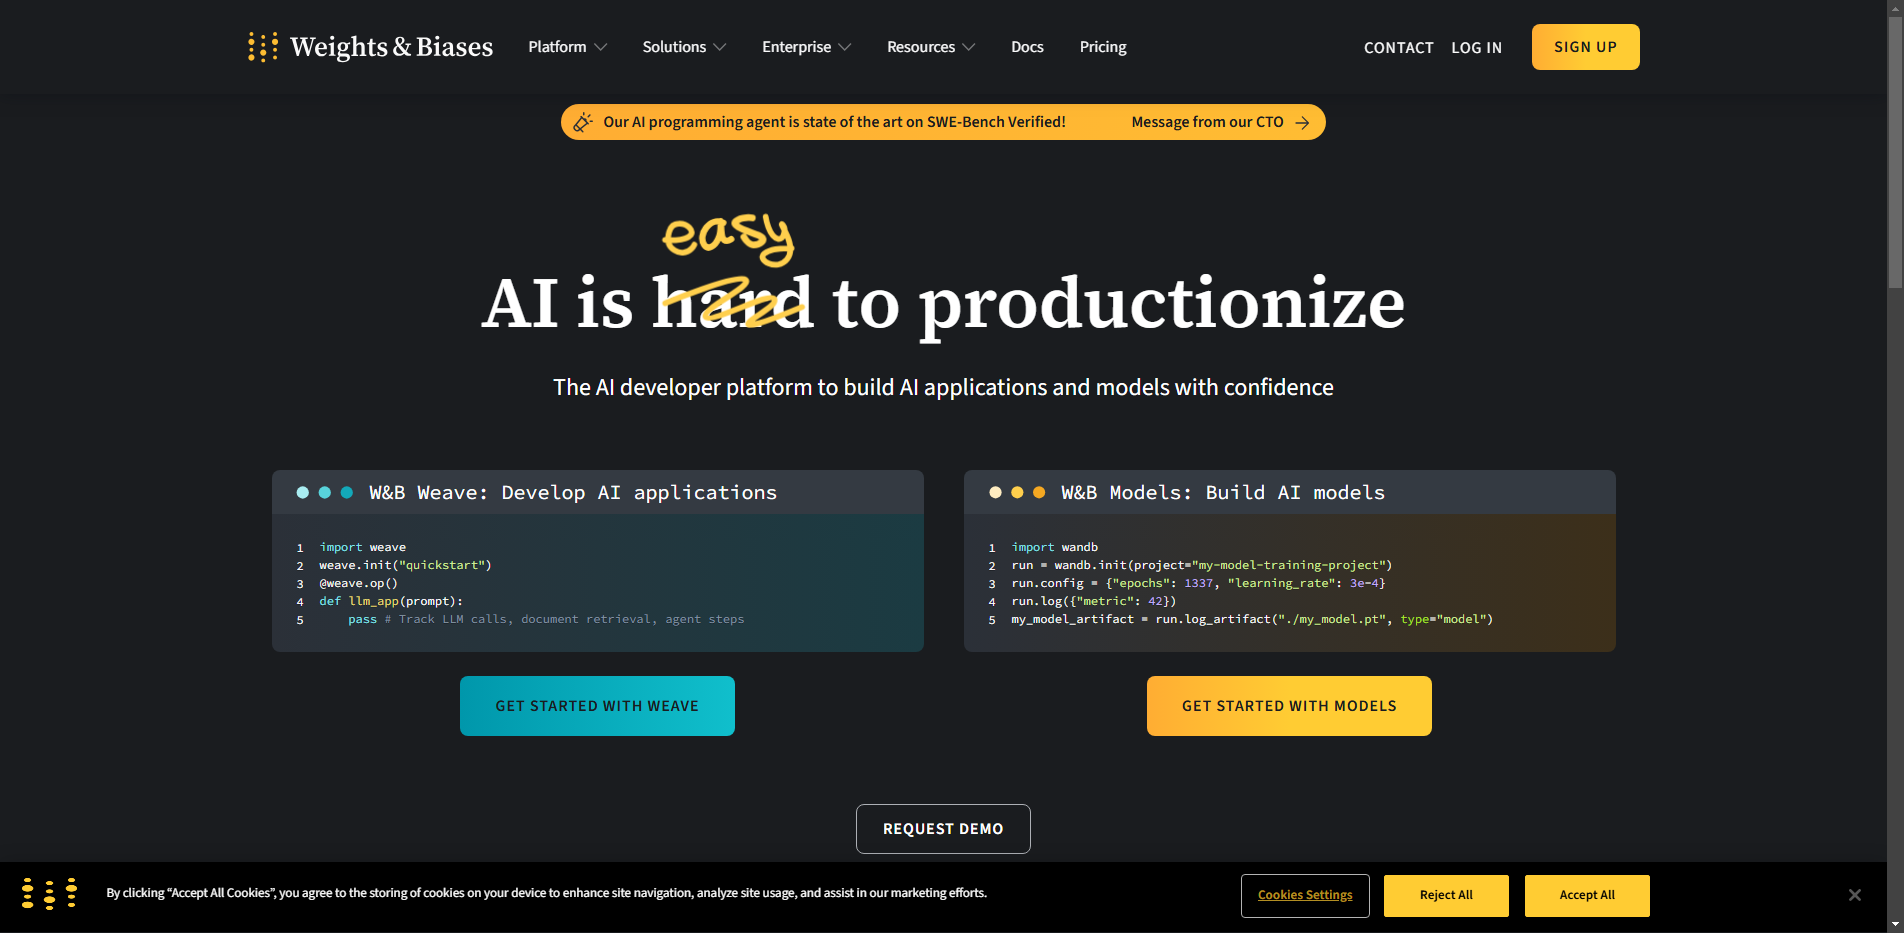 Weights & Biases
Platform
Solutions
Enterprise
Resources
Docs
Pricing
CONTACT
LOG IN
SIGN UP
Our AI programming agent is state of the art on SWE-Bench Verified!
Message from our CTO
easy
AI is hard to productionize
The AI developer platform to build AI applications and models with confidence
W&B Weave: Develop AI applications
1 import weave
2 weave.init("quickstart")
3 @weave.op()
4 def llm_app(prompt):
5 pass # Track LLM calls, document retrieval, agent steps
GET STARTED WITH WEAVE
W&B Models: Build AI models
1 import wandb
2 run = wandb.init(project="my-model-training-project")
3 run.config = {"epochs": 1337, "learning_rate": 3e-4}
4 run.log({"metric": 42})
5 my_model_artifact = run.log_artifact("./my_model.pt", type="model")
GET STARTED WITH MODELS
REQUEST DEMO
By clicking “Accept All Cookies”, you agree to the storing of cookies on your device to enhance site navigation, analyze site usage, and assist in our marketing efforts.
Cookies Settings
Reject All
Accept All